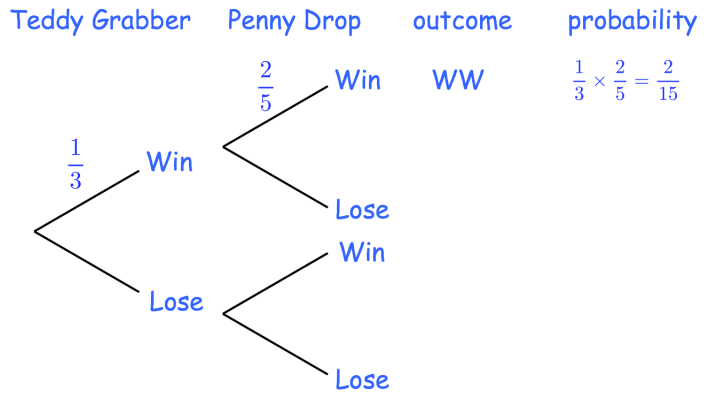 Teddy Grabber Penny Drop outcome probability
2/5 Win WW 1/3 × 2/5 = 2/15
1/3 Win
Lose
Win
Lose
Lose